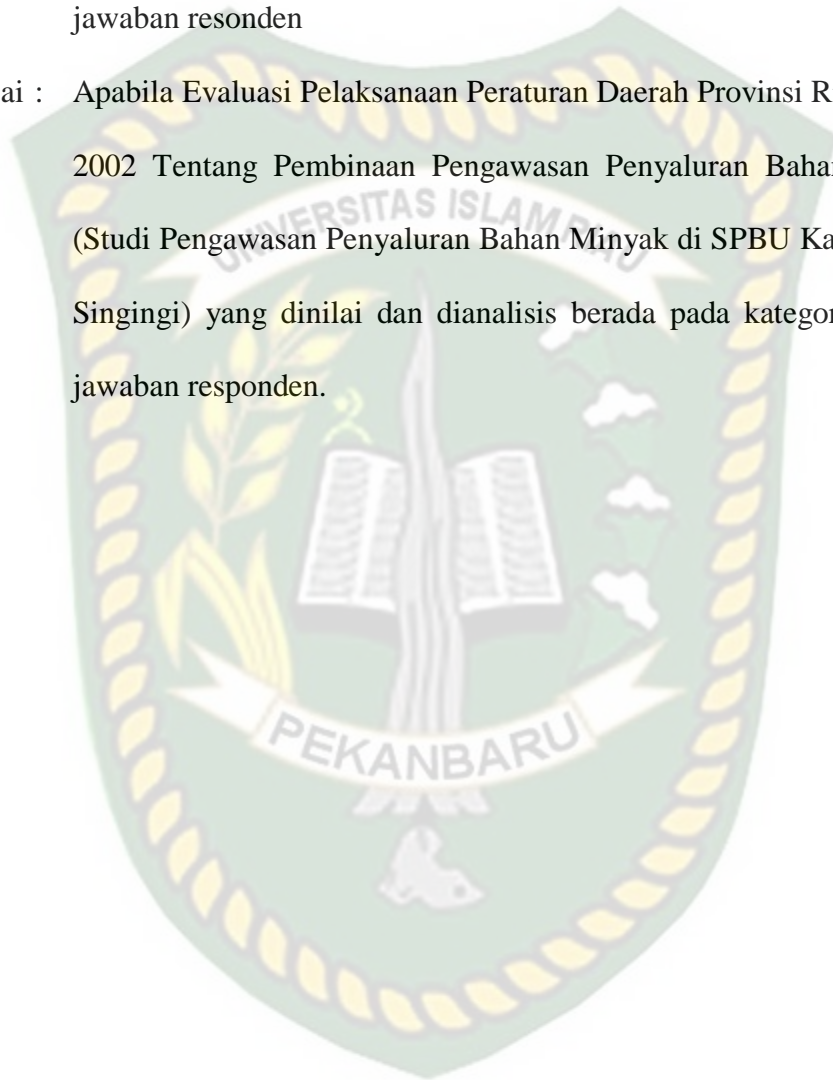 jawaban resonden
ai : Apabila Evaluasi Pelaksanaan Peraturan Daerah Provinsi R
2002 Tentang Pembinaan Pengawasan Penyaluran Baha
(Studi Pengawasan Penyaluran Bahan Minyak di SPBU Ka
Singingi) yang dinilai dan dianalisis berada pada kategor
jawaban responden.
UNIVERSITAS ISLAM RIAU
PEKANBARU